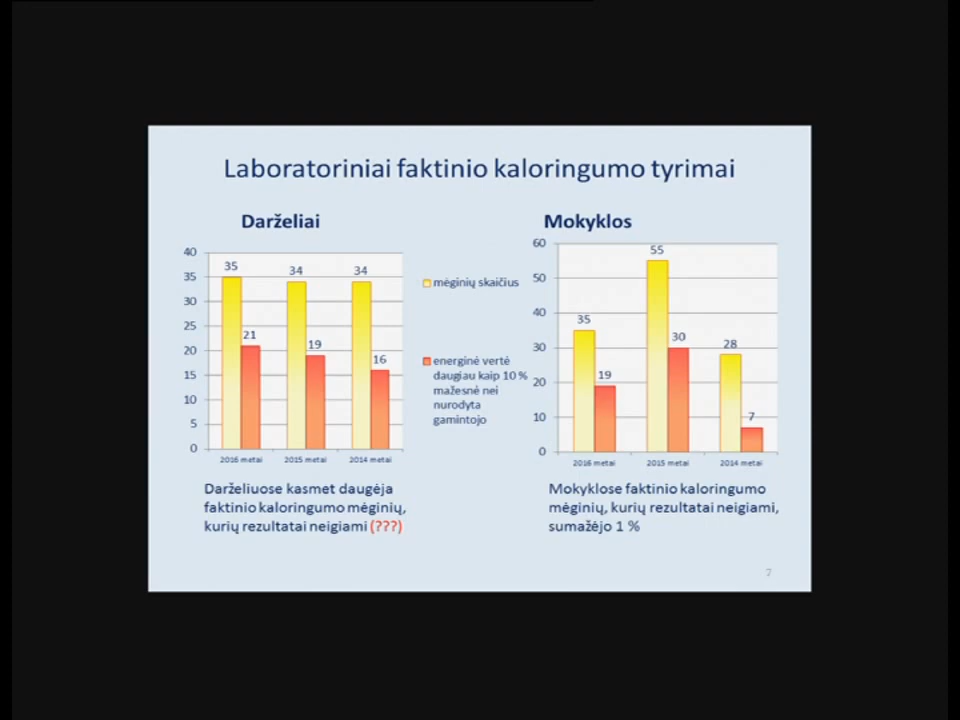 Laboratoriniai faktinio kaloringumo tyrimai
Darželiai
40
35
30
25
20
15
10
5
0
35
21
34
19
34
16
2016 metai
2015 metai
2014 metai
mėginių skaičius
energinė vertė
daugiau kaip 10 %
mažesnė nei
nurodyta
gamintojo
Mokyklos
60
50
40
30
20
10
0
35
19
55
30
28
7
2016 metai
2015 metai
2014 metai
Darželiuose kasmet daugėja
faktinio kaloringumo mėginių,
kurių rezultatai neigiami (???)
Mokyklose faktinio kaloringumo
mėginių, kurių rezultatai neigiami,
sumažėjo 1 %
7